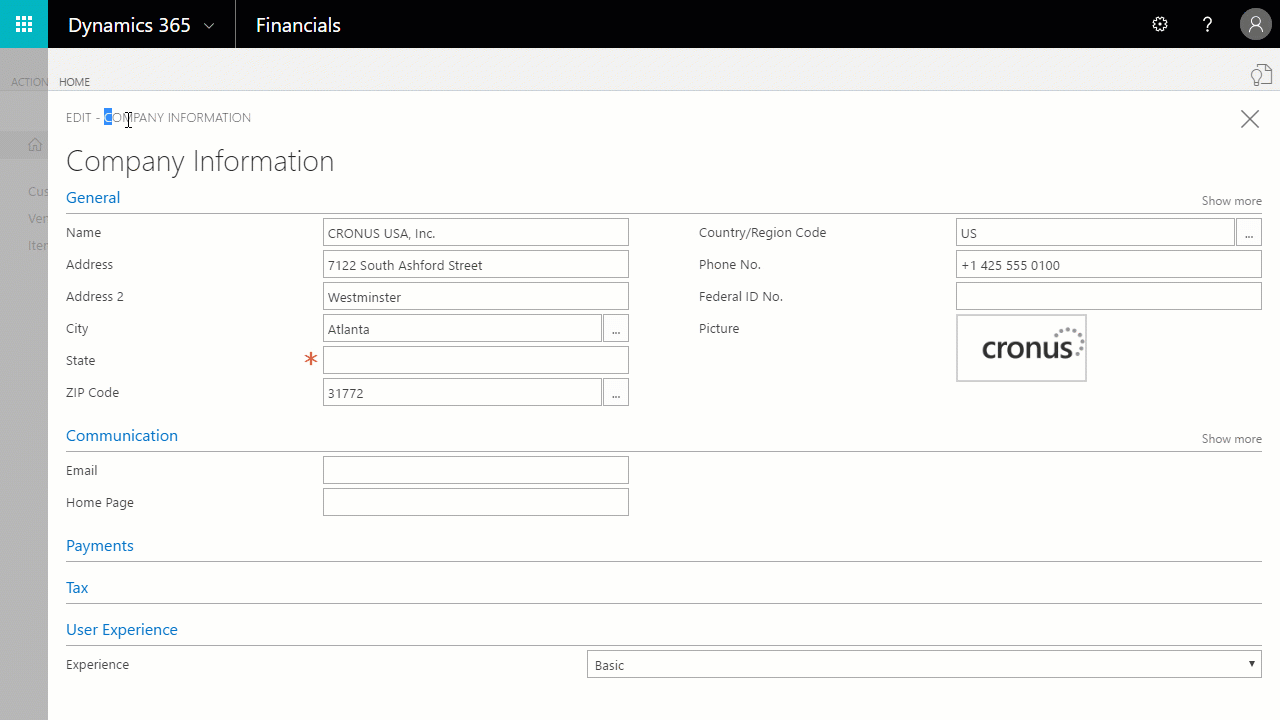 Dynamics 365 Financials ?
ACTION HOME
EDIT - COMPANY INFORMATION
Company Information
General Show more
Name CRONUS USA, Inc. Country/Region Code US ...
Address 7122 South Ashford Street Phone No. +1 425 555 0100
Address 2 Westminster Federal ID No.
City Atlanta ... Picture cronus
State *
ZIP Code 31772 ...
Cus
Ven
Iten
Communication Show more
Email
Home Page
Payments
Tax
User Experience
Experience Basic